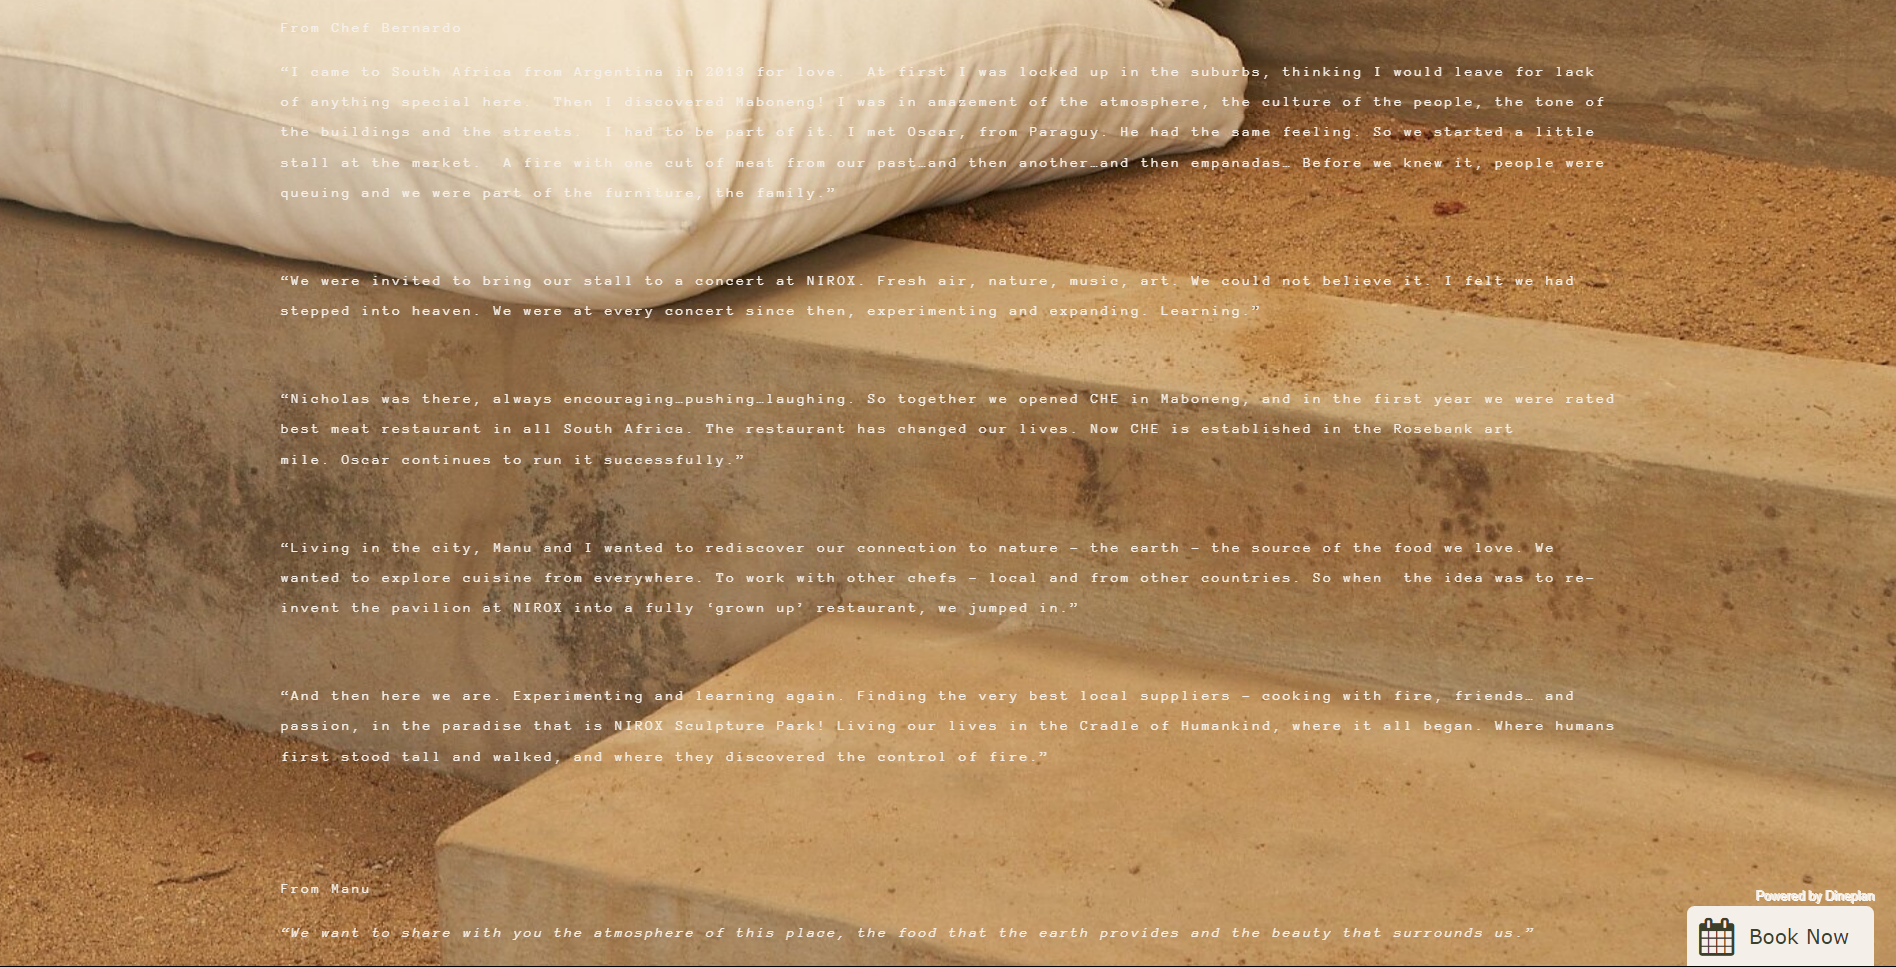 From Chef Bernardo
“I came to South Africa from Argentina in 2013 for love.  At first I was locked up in the suburbs, thinking I would leave for lack
of anything special here.  Then I discovered Maboneng! I was in amazement of the atmosphere, the culture of the people, the tone of
the buildings and the streets.  I had to be part of it. I met Oscar, from Paraguy. He had the same feeling. So we started a little
stall at the market.  A fire with one cut of meat from our past…and then another…and then empanadas… Before we knew it, people were
queuing and we were part of the furniture, the family.”
“We were invited to bring our stall to a concert at NIROX. Fresh air, nature, music, art. We could not believe it. I felt we had
stepped into heaven. We were at every concert since then, experimenting and expanding. Learning.”
“Nicholas was there, always encouraging…pushing…laughing. So together we opened CHE in Maboneng, and in the first year we were rated
best meat restaurant in all South Africa. The restaurant has changed our lives. Now CHE is established in the Rosebank art
mile. Oscar continues to run it successfully.”
“Living in the city, Manu and I wanted to rediscover our connection to nature – the earth – the source of the food we love. We
wanted to explore cuisine from everywhere. To work with other chefs – local and from other countries. So when  the idea was to re-
invent the pavilion at NIROX into a fully ‘grown up’ restaurant, we jumped in.”
“And then here we are. Experimenting and learning again. Finding the very best local suppliers – cooking with fire, friends… and
passion, in the paradise that is NIROX Sculpture Park! Living our lives in the Cradle of Humankind, where it all began. Where humans
first stood tall and walked, and where they discovered the control of fire.”
From Manu
“We want to share with you the atmosphere of this place, the food that the earth provides and the beauty that surrounds us.”
Powered by Dineplan
Book Now